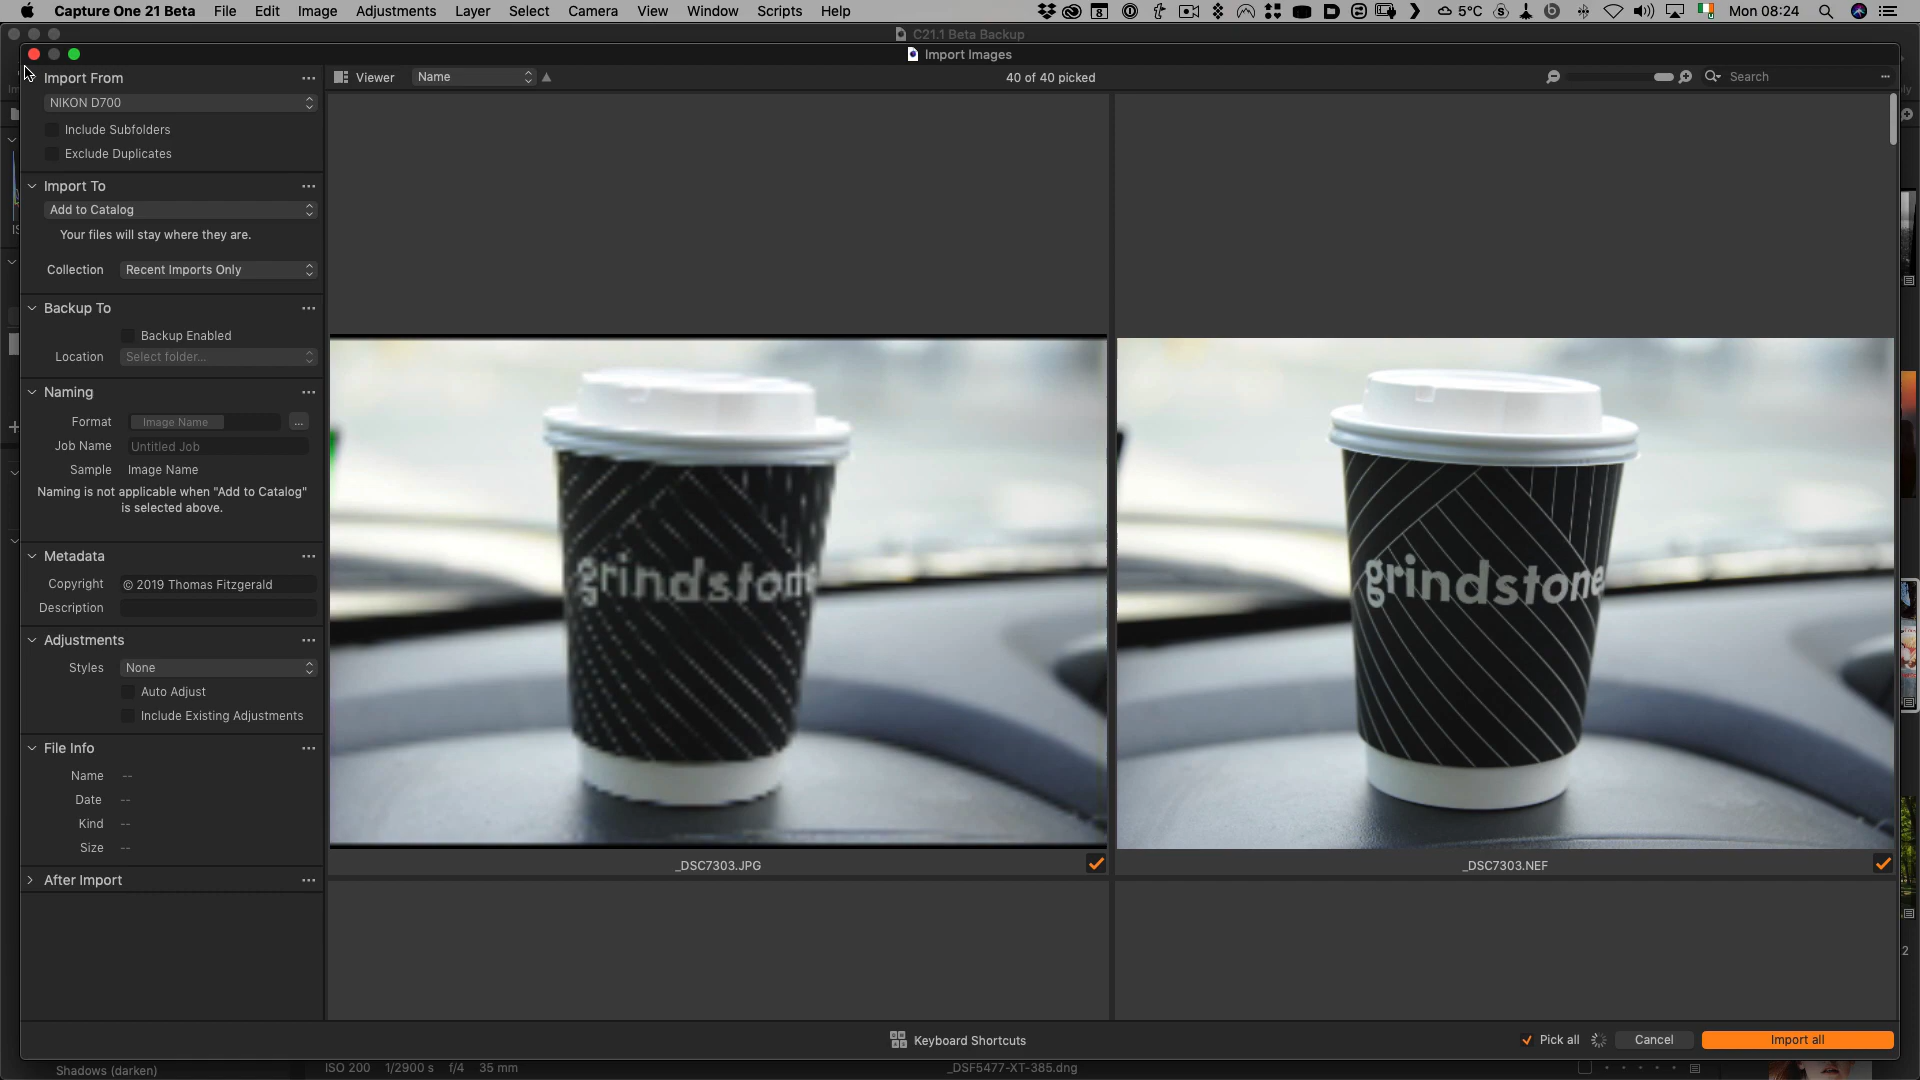 Capture One 21 Beta File Edit Image Adjustments Layer Select Camera View Window Scripts Help 5°C Mon 08:24
C21.1 Beta Backup
Import Images
Import From
Viewer Name 40 of 40 picked Search
NIKON D700
Include Subfolders
Exclude Duplicates
Import To
Add to Catalog
Your files will stay where they are.
Collection Recent Imports Only
Backup To
Backup Enabled
Location Select folder...
Naming
Format Image Name ...
Job Name Untitled Job
Sample Image Name
Naming is not applicable when "Add to Catalog"
is selected above.
Metadata
Copyright © 2019 Thomas Fitzgerald
Description
Adjustments
Styles None
Auto Adjust
Include Existing Adjustments
File Info
Name --
Date --
Kind --
Size --
After Import
grindstone
grindstone
_DSC7303.JPG
_DSC7303.NEF
Keyboard Shortcuts
Pick all Cancel Import all
Shadows (darken) ISO 200 1/2900 s f/4 35 mm _DSF5477-XT-385.dng